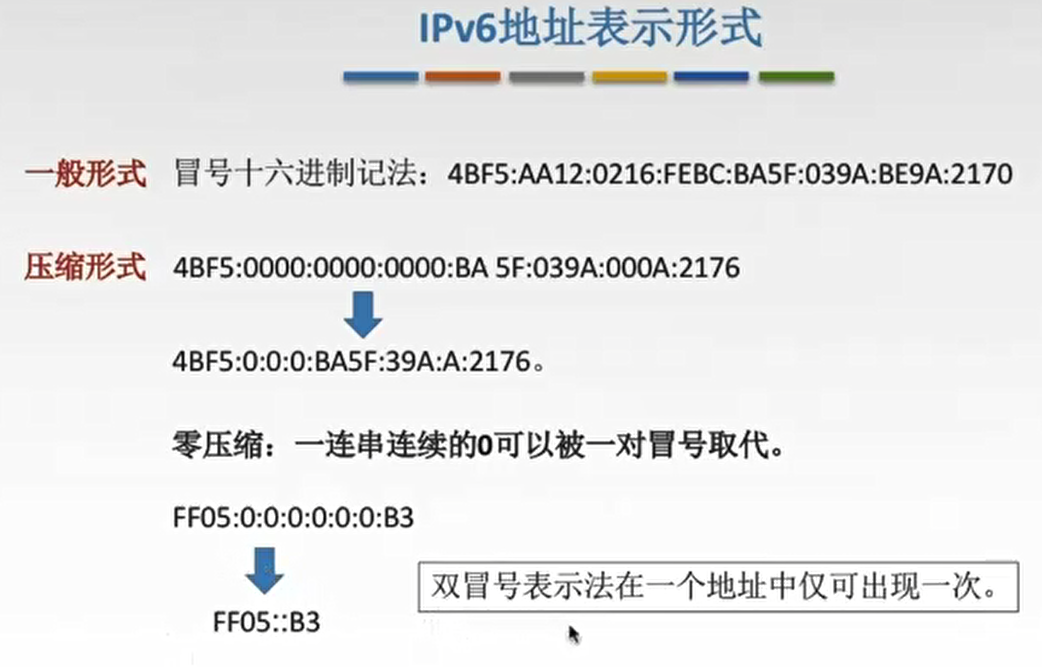 IPv6地址表示形式
一般形式 冒号十六进制记法：4BF5:AA12:0216:FEBC:BA5F:039A:BE9A:2170
压缩形式 4BF5:0000:0000:0000:BA 5F:039A:000A:2176
4BF5:0:0:0:BA5F:39A:A:2176。
零压缩：一连串连续的0可以被一对冒号取代。
FF05:0:0:0:0:0:0:B3
双冒号表示法在一个地址中仅可出现一次。
FF05::B3